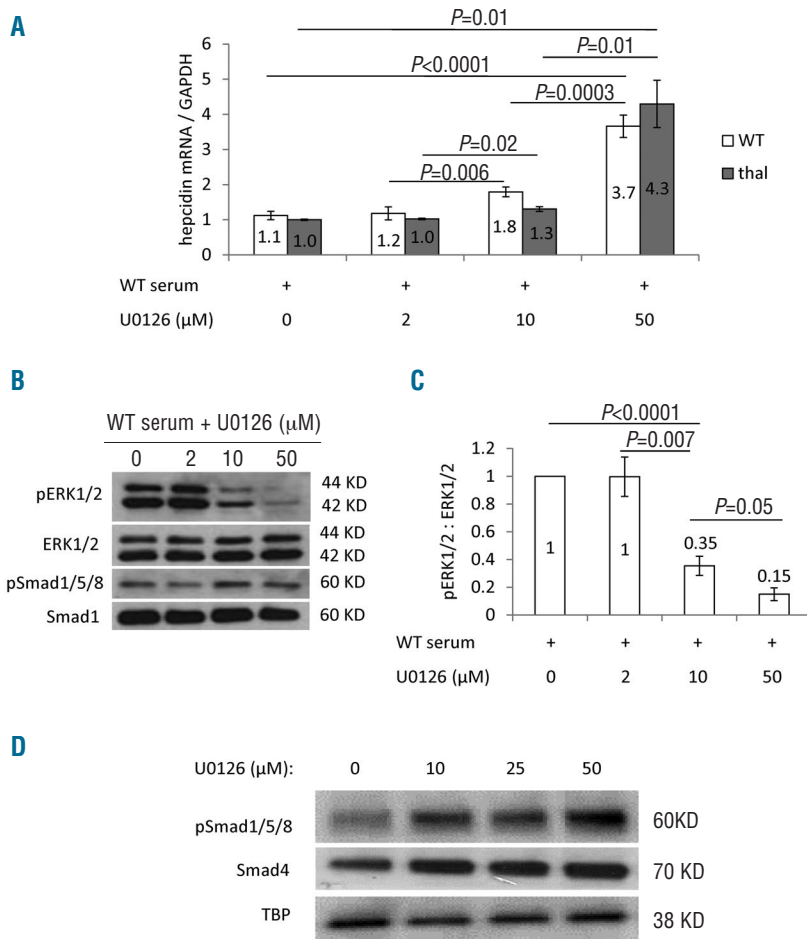 A
P=0.01
P=0.01
P<0.0001
P=0.0003
P=0.02
P=0.006
hepcidin mRNA / GAPDH
6
5
4
3
2
1
0
1.1 1.0 1.2 1.0 1.8 1.3 3.7 4.3
WT
thal
WT serum + + + +
U0126 (µM) 0 2 10 50
B
WT serum + U0126 (µM)
0 2 10 50
pERK1/2 44 KD
42 KD
ERK1/2 44 KD
42 KD
pSmad1/5/8 60 KD
Smad1 60 KD
C
P<0.0001
P=0.007
P=0.05
pERK1/2 : ERK1/2
1.2
1
0.8
0.6
0.4
0.2
0
1 1 0.35 0.15
WT serum + + + +
U0126 (µM) 0 2 10 50
D
U0126 (µM): 0 10 25 50
pSmad1/5/8 60KD
Smad4 70 KD
TBP 38 KD